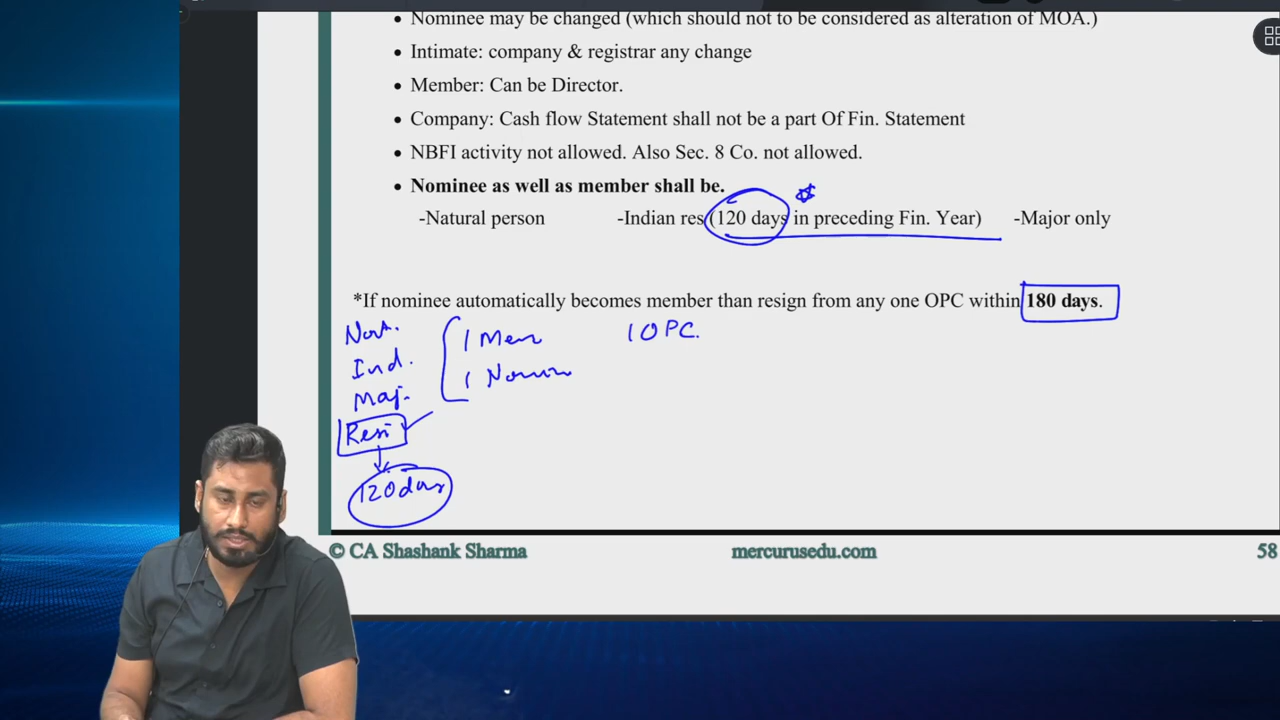 • Nominee may be changed (which should not to be considered as alteration of MOA.)
• Intimate: company & registrar any change
• Member: Can be Director.
• Company: Cash flow Statement shall not be a part Of Fin. Statement
• NBFI activity not allowed. Also Sec. 8 Co. not allowed.
• Nominee as well as member shall be.
-Natural person -Indian res (120 days in preceding Fin. Year) -Major only
*If nominee automatically becomes member than resign from any one OPC within 180 days.
Nat. 1 Mem 1 OPC.
Ind. 1 Nomin
Maj.
Resi
120 days
© CA Shashank Sharma mercurusedu.com 58